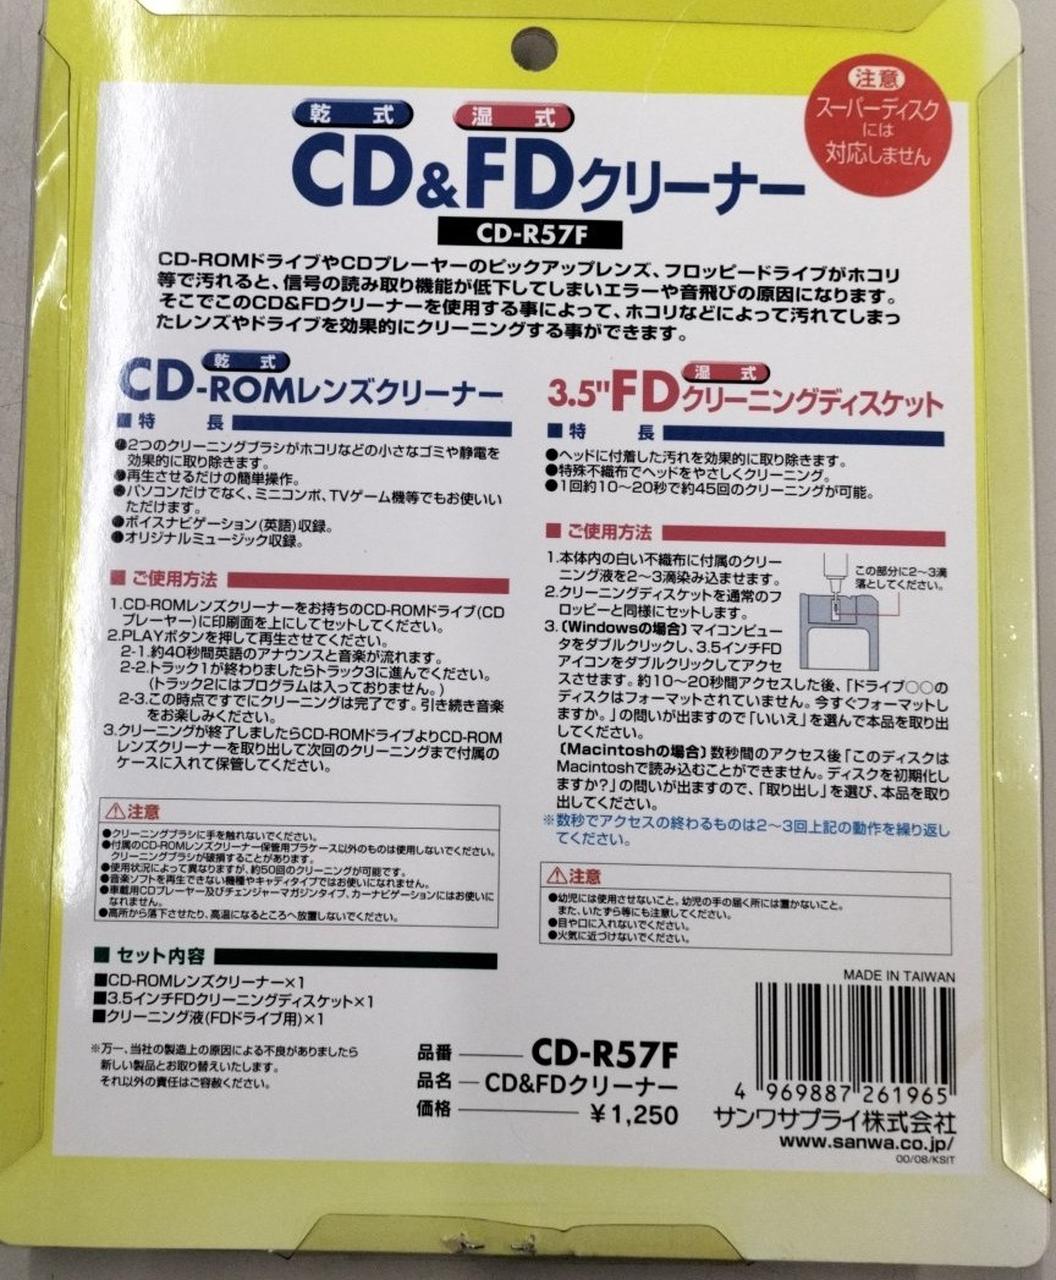 注意
スーパーディスク
には
対応しません
乾式
湿式
CD&FDクリーナー
CD-R57F
CD-ROMドライブやCDプレーヤーのピックアップレンズ、フロッピードライブがホコリ
等で汚れると、信号の読み取り機能が低下してしまいエラーや音飛びの原因になります。
そこでこのCD&FDクリーナーを使用する事によって、ホコリなどによって汚れてしまっ
たレンズやドライブを効果的にクリーニングする事ができます。
乾式
CD-ROMレンズクリーナー
■特長
●2つのクリーニングブラシがホコリなどの小さなゴミや静電を
効果的に取り除きます。
●再生させるだけの簡単操作。
●パソコンだけでなく、ミニコンポ、TVゲーム機等でもお使いい
ただけます。
●ボイスナビゲーション(英語)収録。
●オリジナルミュージック収録。
■ご使用方法
1.CD-ROMレンズクリーナーをお持ちのCD-ROMドライブ(CD
プレーヤー)に印刷面を上にしてセットしてください。
2.PLAYボタンを押して再生させてください。
2-1.約40秒間英語のアナウンスと音楽が流れます。
2-2.トラック1が終わりましたらトラック3に進んでください。
(トラック2にはプログラムは入っておりません。)
2-3.この時点ですでにクリーニングは完了です。引き続き音楽
をお楽しみください。
3.クリーニングが終了しましたらCD-ROMドライブよりCD-ROM
レンズクリーナーを取り出して次回のクリーニングまで付属の
ケースに入れて保管してください。
⚠注意
●クリーニングブラシに手を触れないでください。
●付属のCD-ROMレンズクリーナー保管用プラケース以外のものは使用しないでください。
クリーニングブラシが破損することがあります。
●使用状況によって異なりますが、約50回のクリーニングが可能です。
●音楽ソフトを再生できない機種やキャディタイプではお使いになれません。
●車載用CDプレーヤー及びチェンジャーマガジンタイプ、カーナビゲーションにはお使いに
なれません。
●高所から落下させたり、高温になるところへ放置しないでください。
■セット内容
■CD-ROMレンズクリーナー×1
■3.5インチFDクリーニングディスケット×1
■クリーニング液(FDドライブ用)×1
※万一、当社の製造上の原因による不良がありましたら
新しい製品とお取り替えいたします。
それ以外の責任はご容赦ください。
湿式
3.5"FDクリーニングディスケット
■特長
●ヘッドに付着した汚れを効果的に取り除きます。
●特殊不織布でヘッドをやさしくクリーニング。
●1回約10〜20秒で約45回のクリーニングが可能。
■ご使用方法
1.本体内の白い不織布に付属のクリー
ニング液を2〜3滴染み込ませます。
2.クリーニングディスケットを通常のフ
ロッピーと同様にセットします。
3.〔Windowsの場合〕マイコンピュー
タをダブルクリックし、3.5インチFD
アイコンをダブルクリックしてアクセ
スさせます。約10〜20秒間アクセスした後、「ドライブ○○の
ディスクはフォーマットされていません。今すぐフォーマットし
ますか。」の問いが出ますので「いいえ」を選んで本品を取り出
してください。
〔Macintoshの場合〕数秒間のアクセス後「このディスクは
Macintoshで読み込むことができません。ディスクを初期化し
ますか?」の問いが出ますので、「取り出し」を選び、本品を取り
出してください。
※数秒でアクセスの終わるものは2〜3回上記の動作を繰り返し
てください。
この部分に2〜3滴
落としてください。
⚠注意
●幼児には使用させないこと。幼児の手の届く所には置かないこと。
また、いたずら等にも注意してください。
●目や口に入れないでください。
●火気に近づけないでください。
MADE IN TAIWAN
4 969887 261965
品番 CD-R57F
品名 CD&FDクリーナー
価格 ¥1,250
サンワサプライ株式会社
www.sanwa.co.jp/
00/08/KSIT